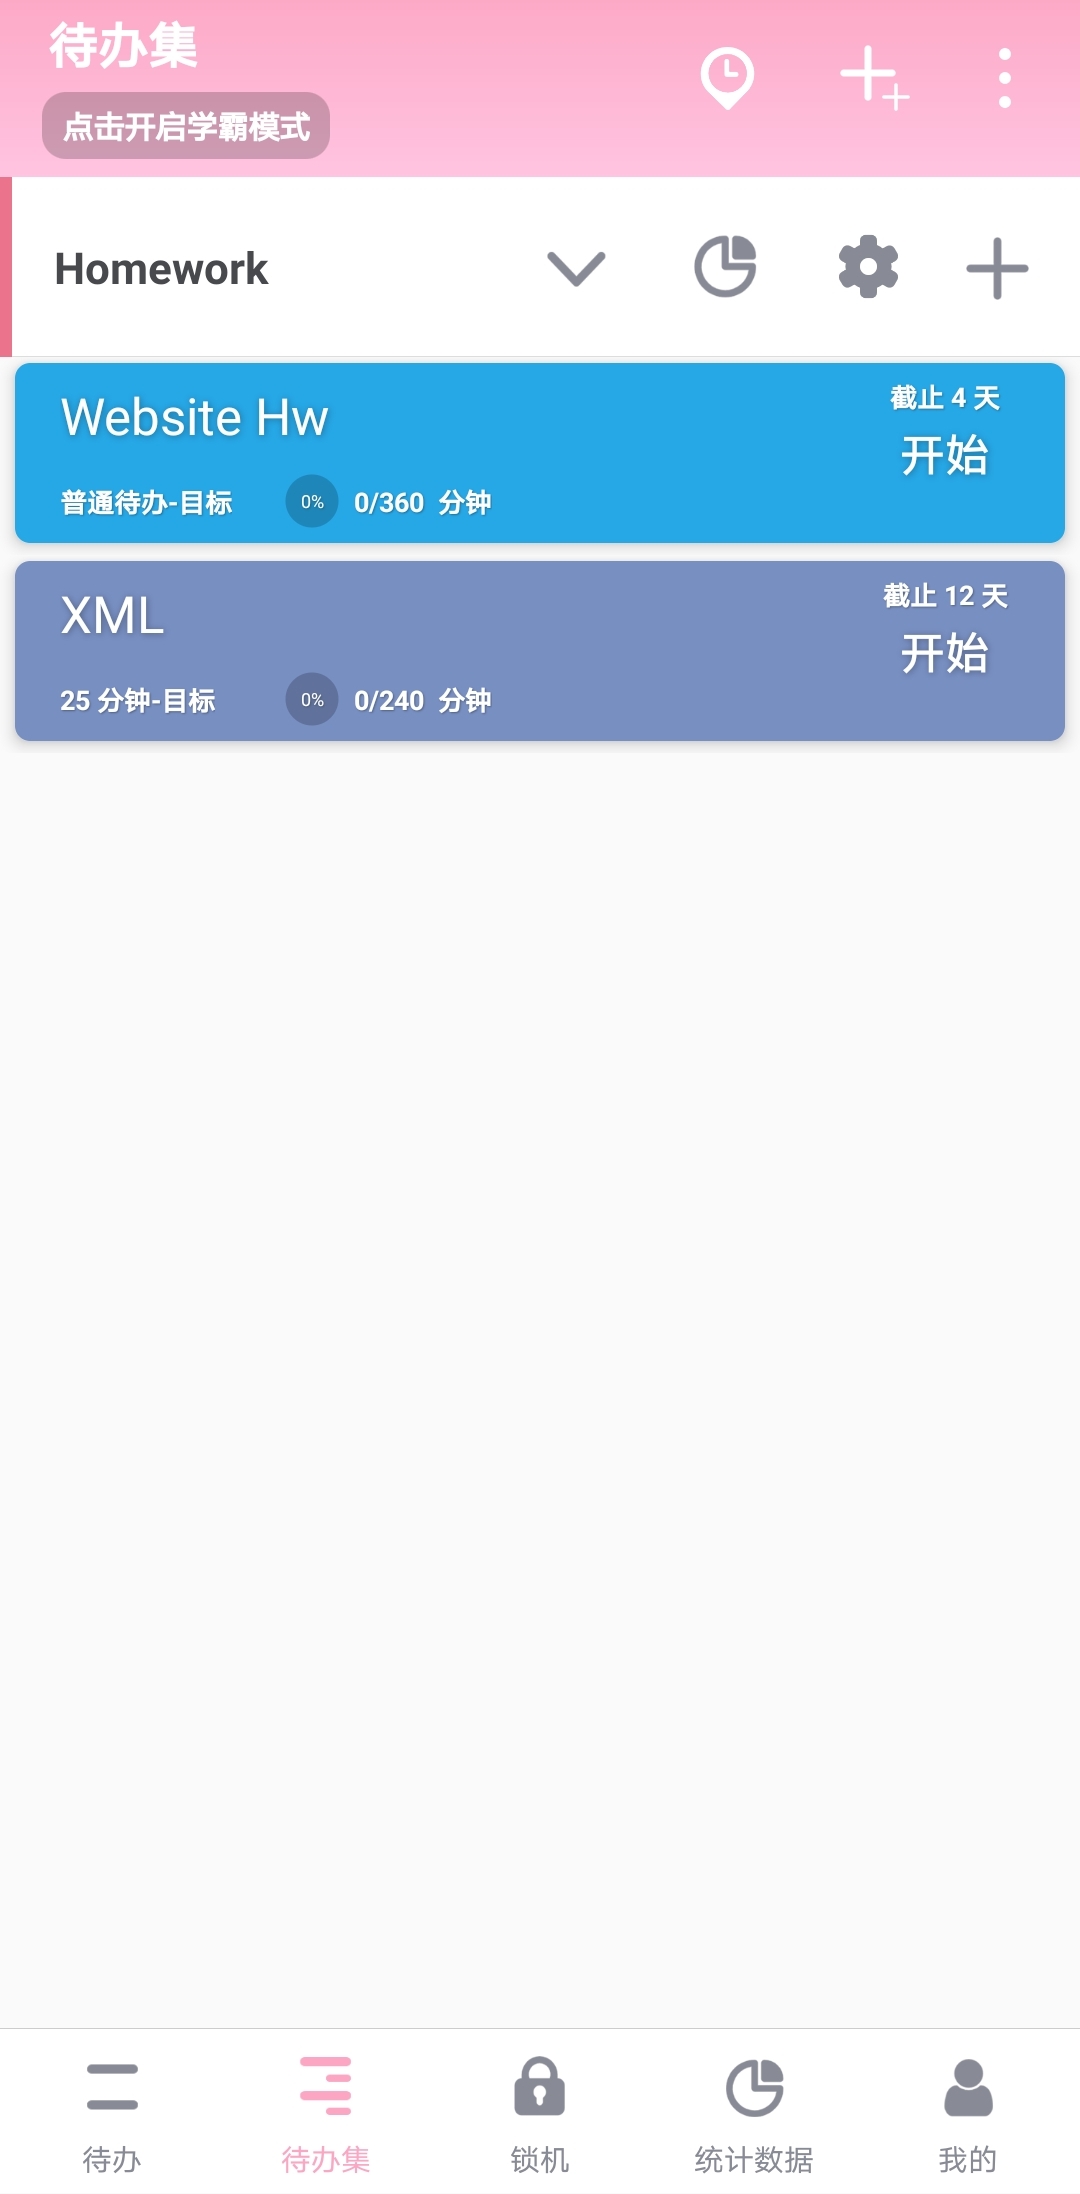 待办集
点击开启学霸模式
Homework
Website Hw
截止 4 天
开始
普通待办-目标 0% 0/360 分钟
XML
截止 12 天
开始
25 分钟-目标 0% 0/240 分钟
待办 待办集 锁机 统计数据 我的